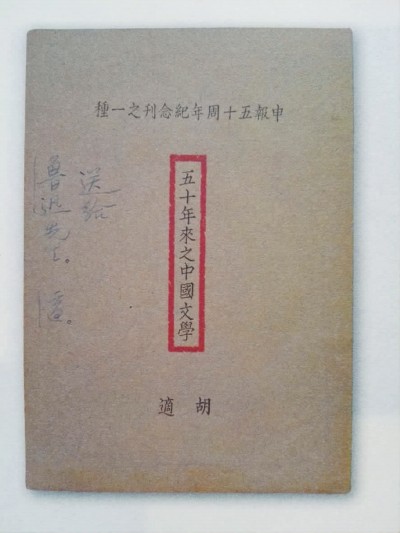 申報五十周年紀念刊之一種
五十年來之中國文學
胡適
送給
魯迅先生。 適。